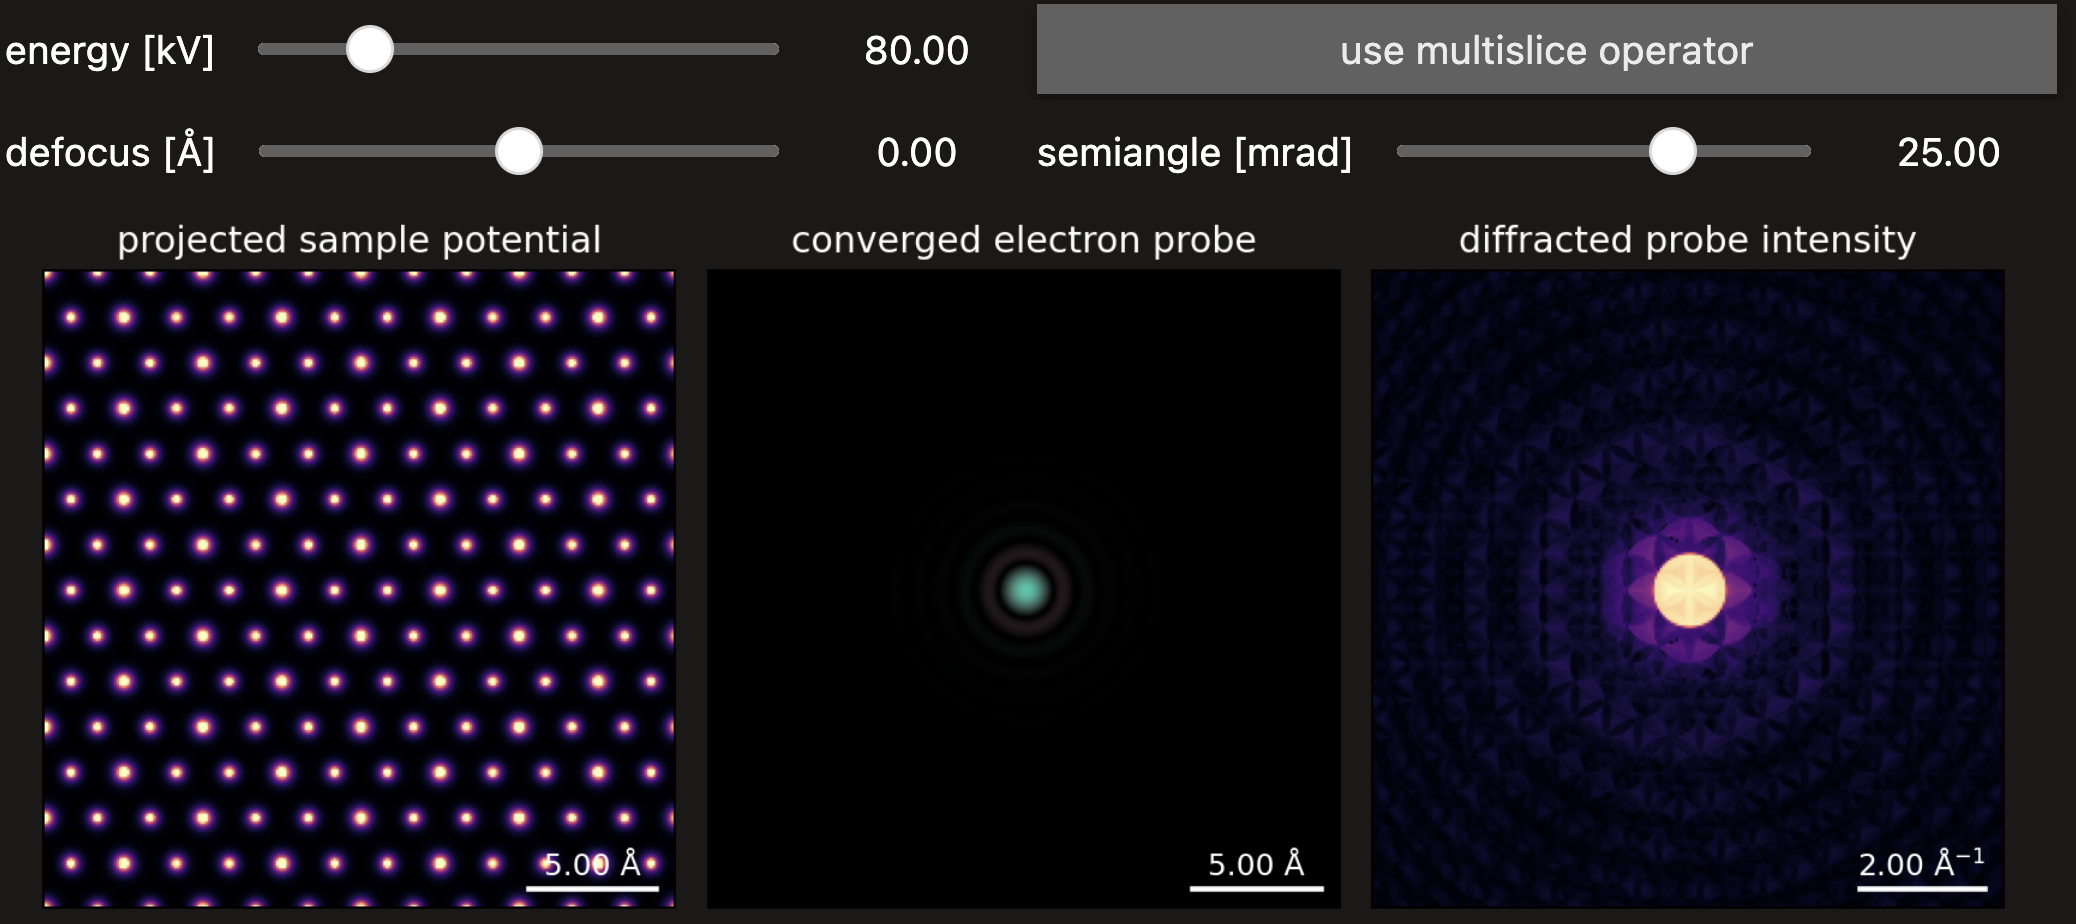 energy [kV] 80.00 use multislice operator
defocus [Å] 0.00 semiangle [mrad] 25.00
projected sample potential converged electron probe diffracted probe intensity
5.00 Å 5.00 Å 2.00 Å⁻¹